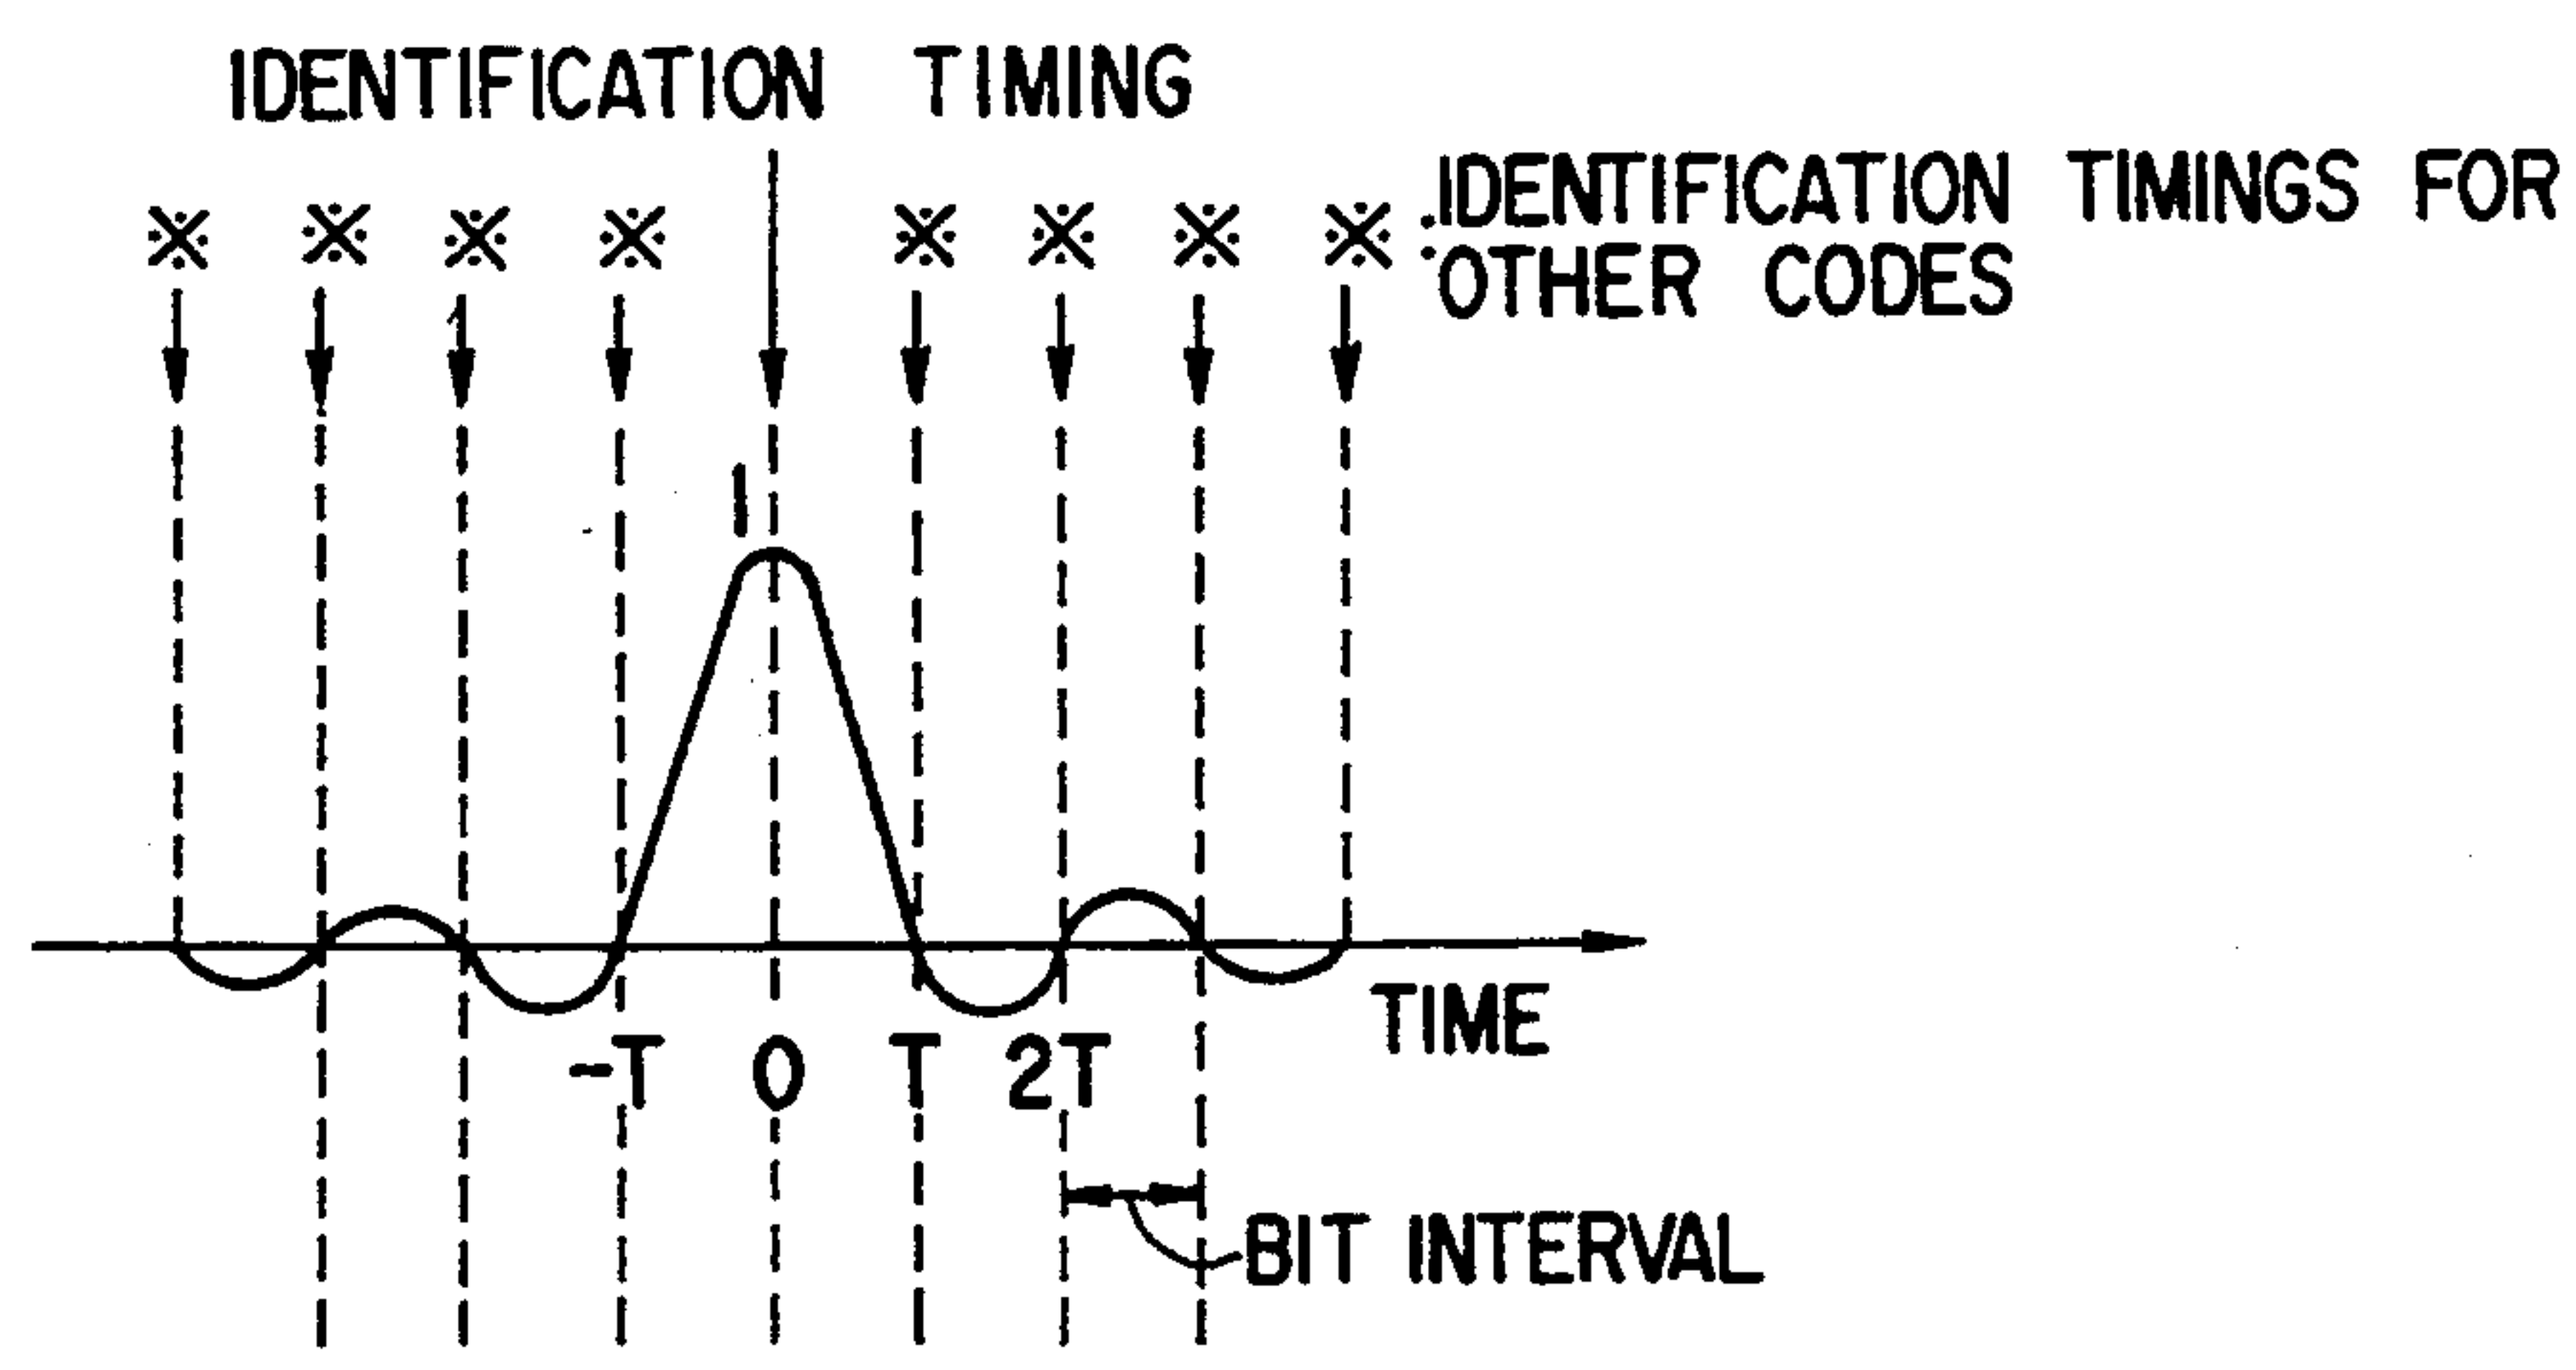 IDENTIFICATION TIMING
※ ※ ※ ※ ※ ※ ※ ※ :IDENTIFICATION TIMINGS FOR
OTHER CODES
1
TIME
-T 0 T 2T
BIT INTERVAL